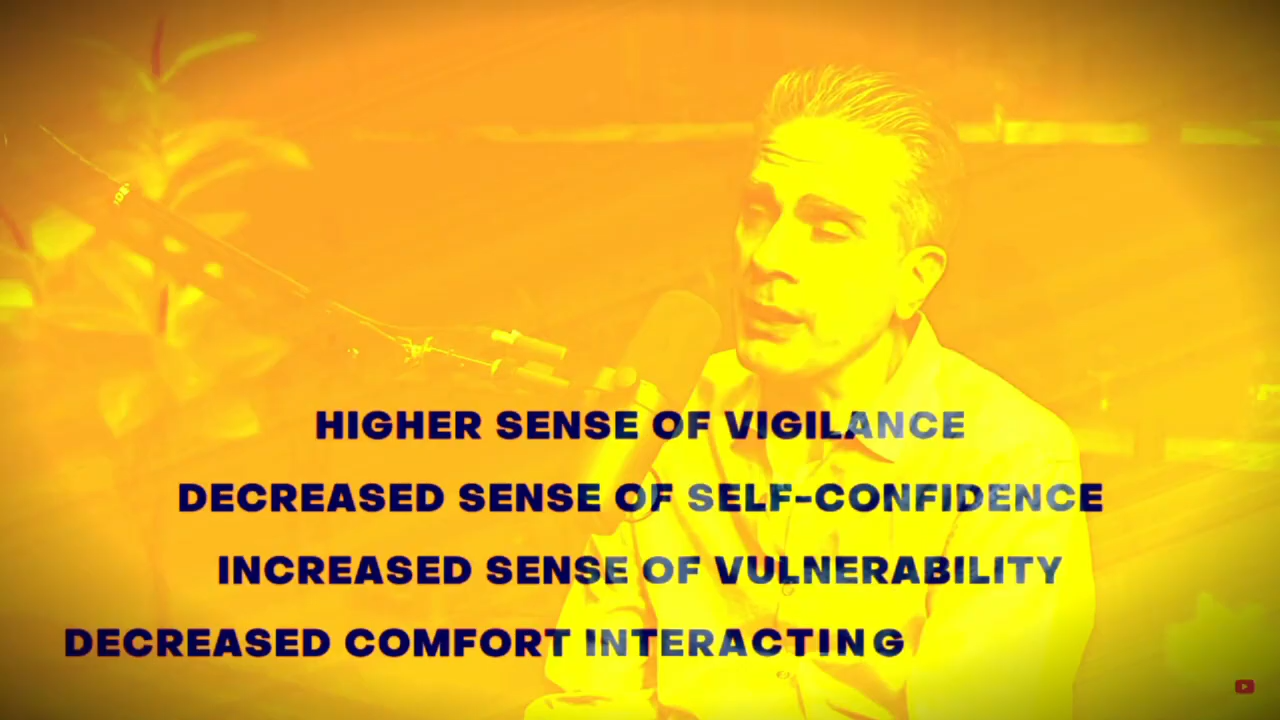 HIGHER SENSE OF VIGILANCE
DECREASED SENSE OF SELF-CONFIDENCE
INCREASED SENSE OF VULNERABILITY
DECREASED COMFORT INTERACTING